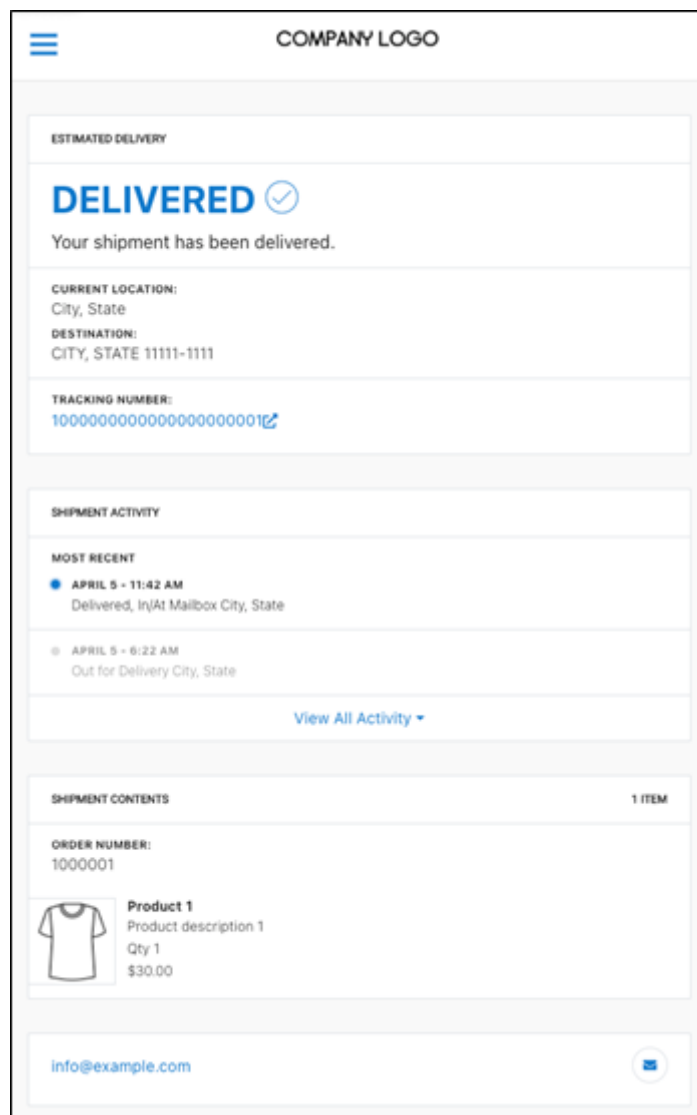 COMPANY LOGO
ESTIMATED DELIVERY
DELIVERED
Your shipment has been delivered.
CURRENT LOCATION:
City, State
DESTINATION:
CITY, STATE 11111-1111
TRACKING NUMBER:
1000000000000000000001
SHIPMENT ACTIVITY
MOST RECENT
APRIL 5 - 11:42 AM
Delivered, In/At Mailbox City, State
APRIL 5 - 6:22 AM
Out for Delivery City, State
View All Activity
SHIPMENT CONTENTS 1 ITEM
ORDER NUMBER:
1000001
Product 1
Product description 1
Qty 1
$30.00
info@example.com